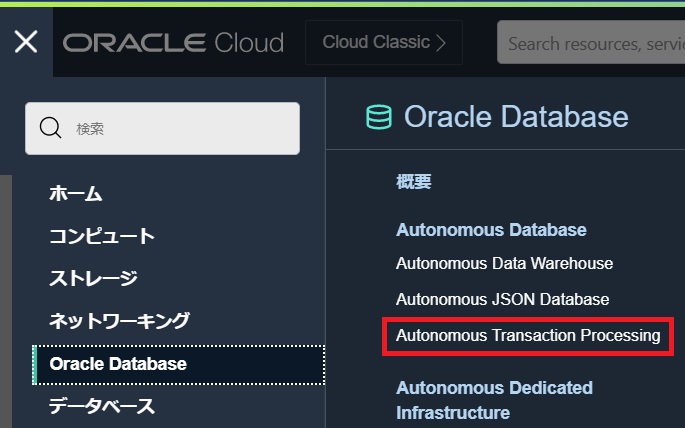 ORACLE Cloud
Cloud Classic >
Search resources, servic
検索
ホーム
コンピュート
ストレージ
ネットワーキング
Oracle Database
データベース
Oracle Database
概要
Autonomous Database
Autonomous Data Warehouse
Autonomous JSON Database
Autonomous Transaction Processing
Autonomous Dedicated
Infrastructure